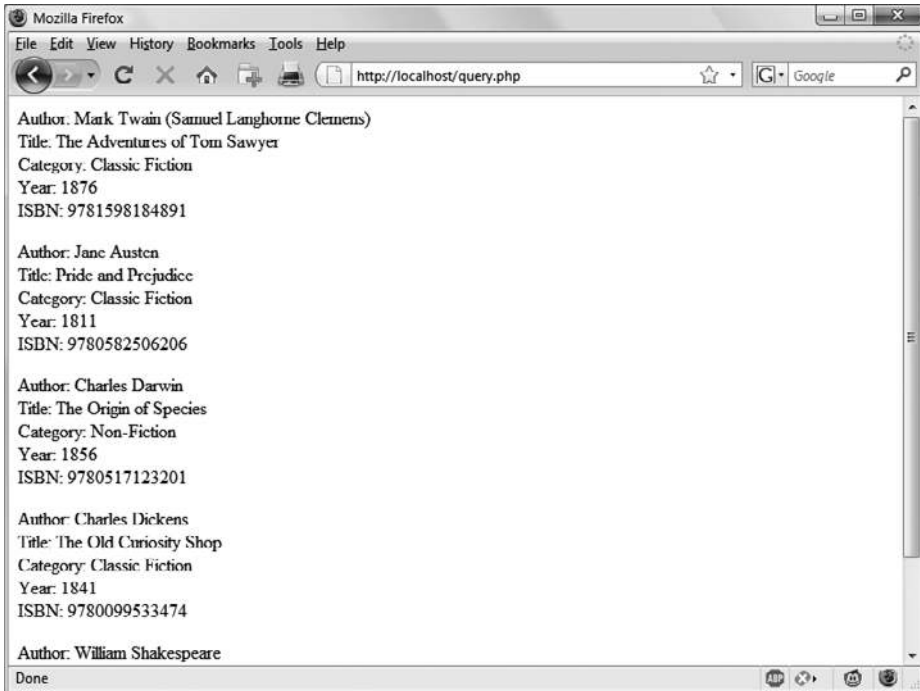 Mozilla Firefox
File Edit View History Bookmarks Tools Help
http://localhost/query.php
G Google
Author: Mark Twain (Samuel Langhorne Clemens)
Title: The Adventures of Tom Sawyer
Category: Classic Fiction
Year: 1876
ISBN: 9781598184891
Author: Jane Austen
Title: Pride and Prejudice
Category: Classic Fiction
Year: 1811
ISBN: 9780582506206
Author: Charles Darwin
Title: The Origin of Species
Category: Non-Fiction
Year: 1856
ISBN: 9780517123201
Author: Charles Dickens
Title: The Old Curiosity Shop
Category: Classic Fiction
Year: 1841
ISBN: 9780099533474
Author: William Shakespeare
Done
ABP